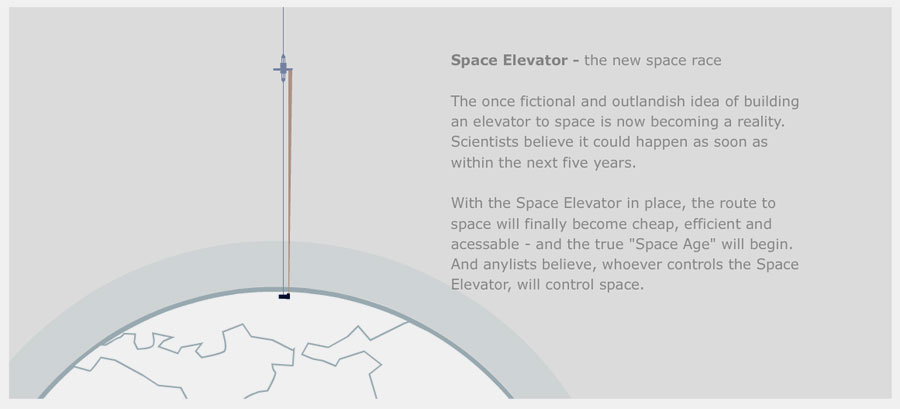 Space Elevator - the new space race
The once fictional and outlandish idea of building
an elevator to space is now becoming a reality.
Scientists believe it could happen as soon as
within the next five years.
With the Space Elevator in place, the route to
space will finally become cheap, efficient and
acessable - and the true "Space Age" will begin.
And anylists believe, whoever controls the Space
Elevator, will control space.